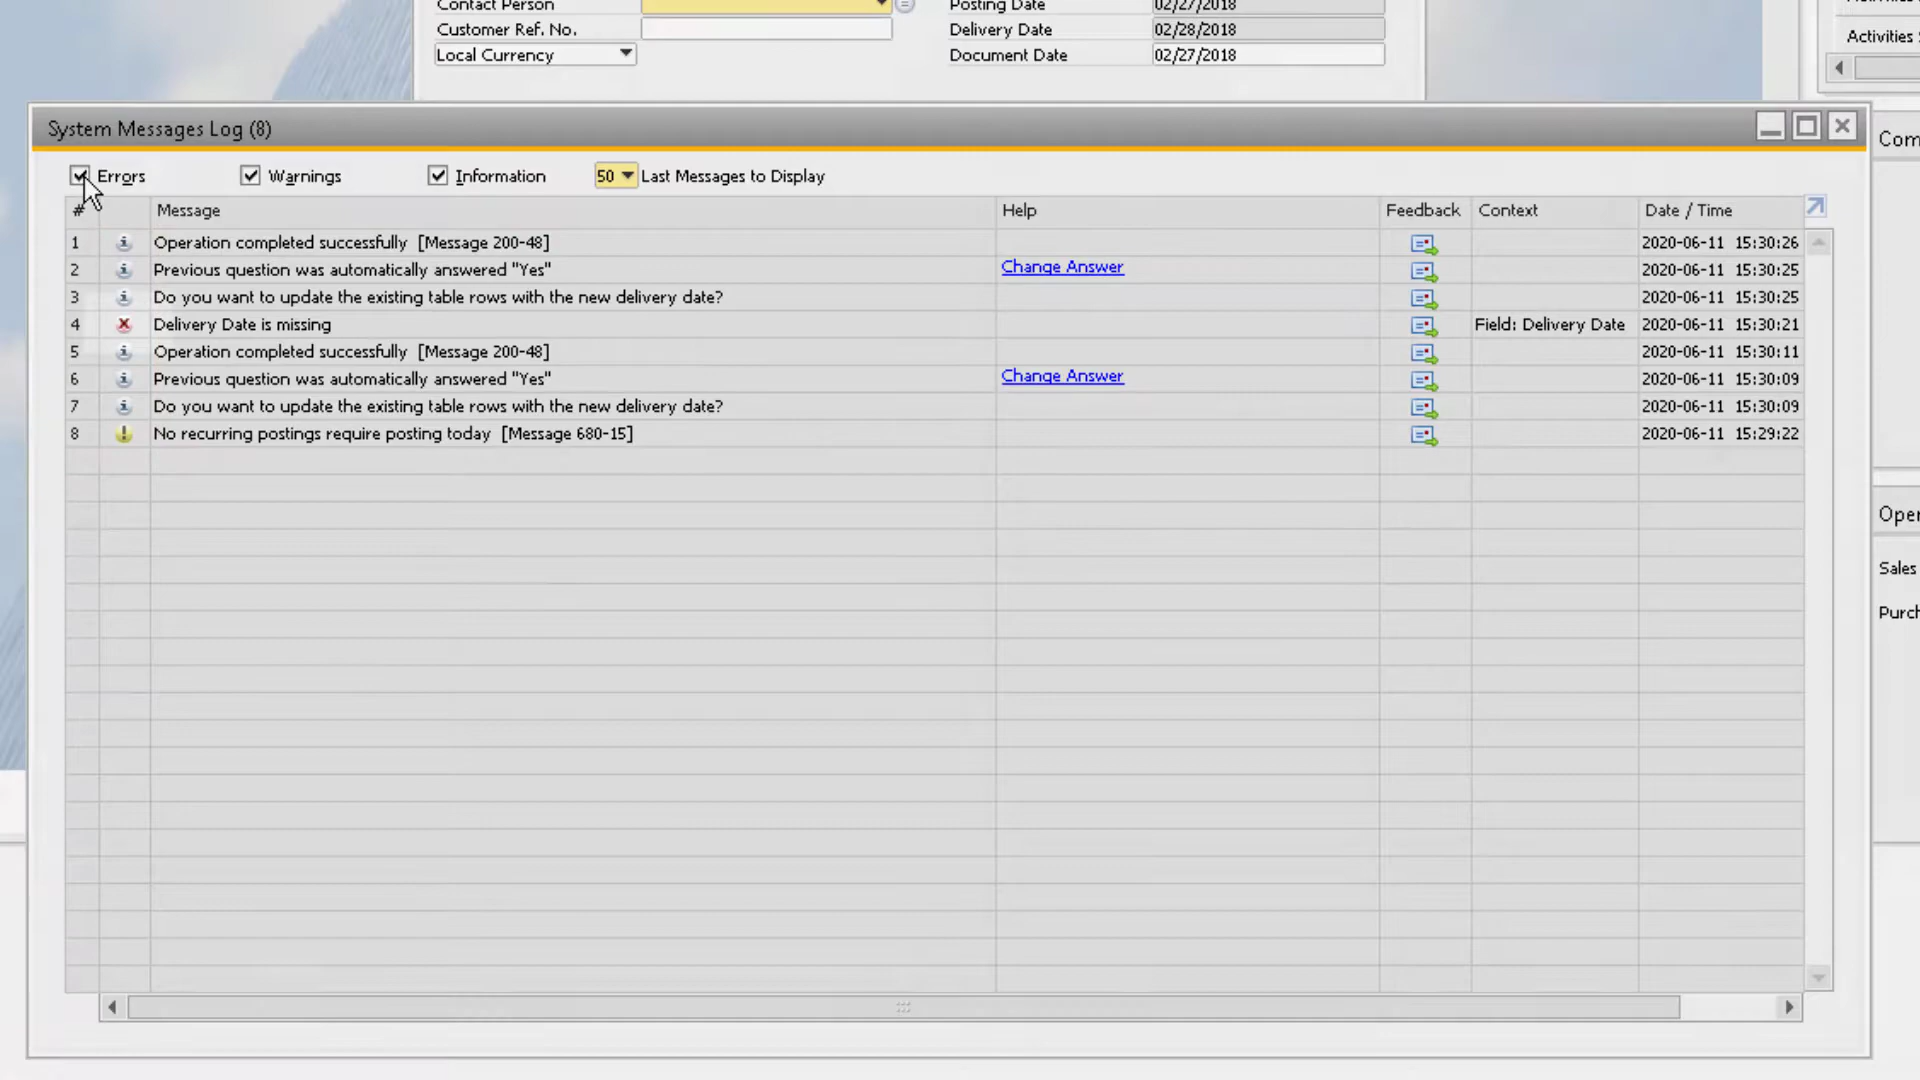 Contact Person
Posting Date 02/27/2018
Customer Ref. No.
Delivery Date 02/28/2018
Activities
Local Currency
Document Date 02/27/2018
System Messages Log (8)
Errors Warnings Information 50 Last Messages to Display
# Message Help Feedback Context Date / Time
1 Operation completed successfully [Message 200-48] 2020-06-11 15:30:26
2 Previous question was automatically answered "Yes" Change Answer 2020-06-11 15:30:25
3 Do you want to update the existing table rows with the new delivery date? 2020-06-11 15:30:25
4 Delivery Date is missing Field: Delivery Date 2020-06-11 15:30:21
5 Operation completed successfully [Message 200-48] 2020-06-11 15:30:11
6 Previous question was automatically answered "Yes" Change Answer 2020-06-11 15:30:09
7 Do you want to update the existing table rows with the new delivery date? 2020-06-11 15:30:09
8 No recurring postings require posting today [Message 680-15] 2020-06-11 15:29:22
Com
Oper
Sales
Purch